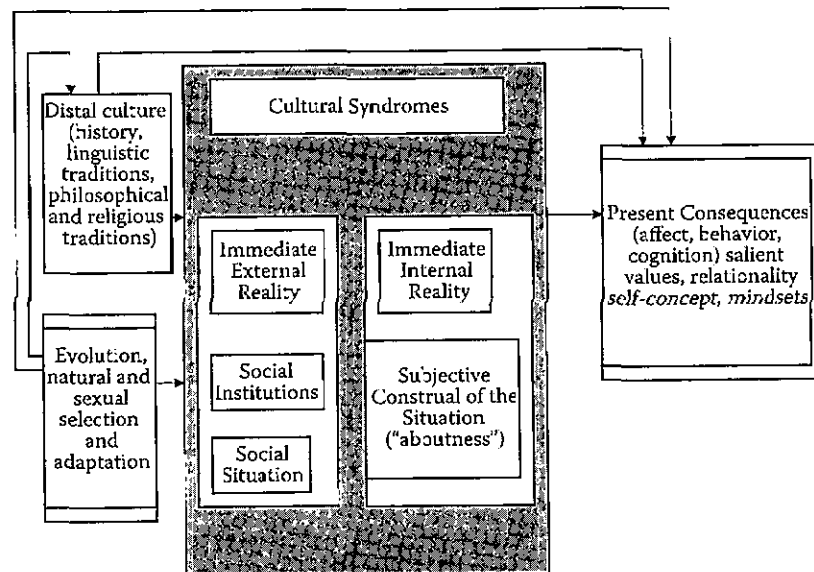 Distal culture
(history,
linguistic
traditions,
philosophical
and religious
traditions)
Evolution,
natural and
sexual
selection
and
adaptation
Cultural Syndromes
Immediate
External
Reality
Social
Institutions
Social
Situation
Immediate
Internal
Reality
Subjective
Construal of the
Situation
("aboutness")
Present Consequences
(affect, behavior,
cognition) salient
values, relationality
self-concept, mindsets